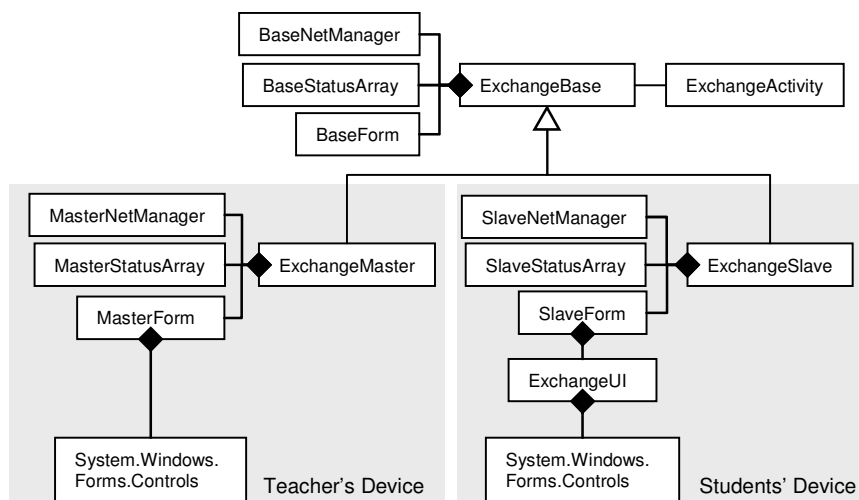 BaseNetManager
BaseStatusArray
ExchangeBase
ExchangeActivity
BaseForm
MasterNetManager
MasterStatusArray
ExchangeMaster
MasterForm
System.Windows.
Forms.Controls
Teacher's Device
SlaveNetManager
SlaveStatusArray
ExchangeSlave
SlaveForm
ExchangeUI
System.Windows.
Forms.Controls
Students' Device